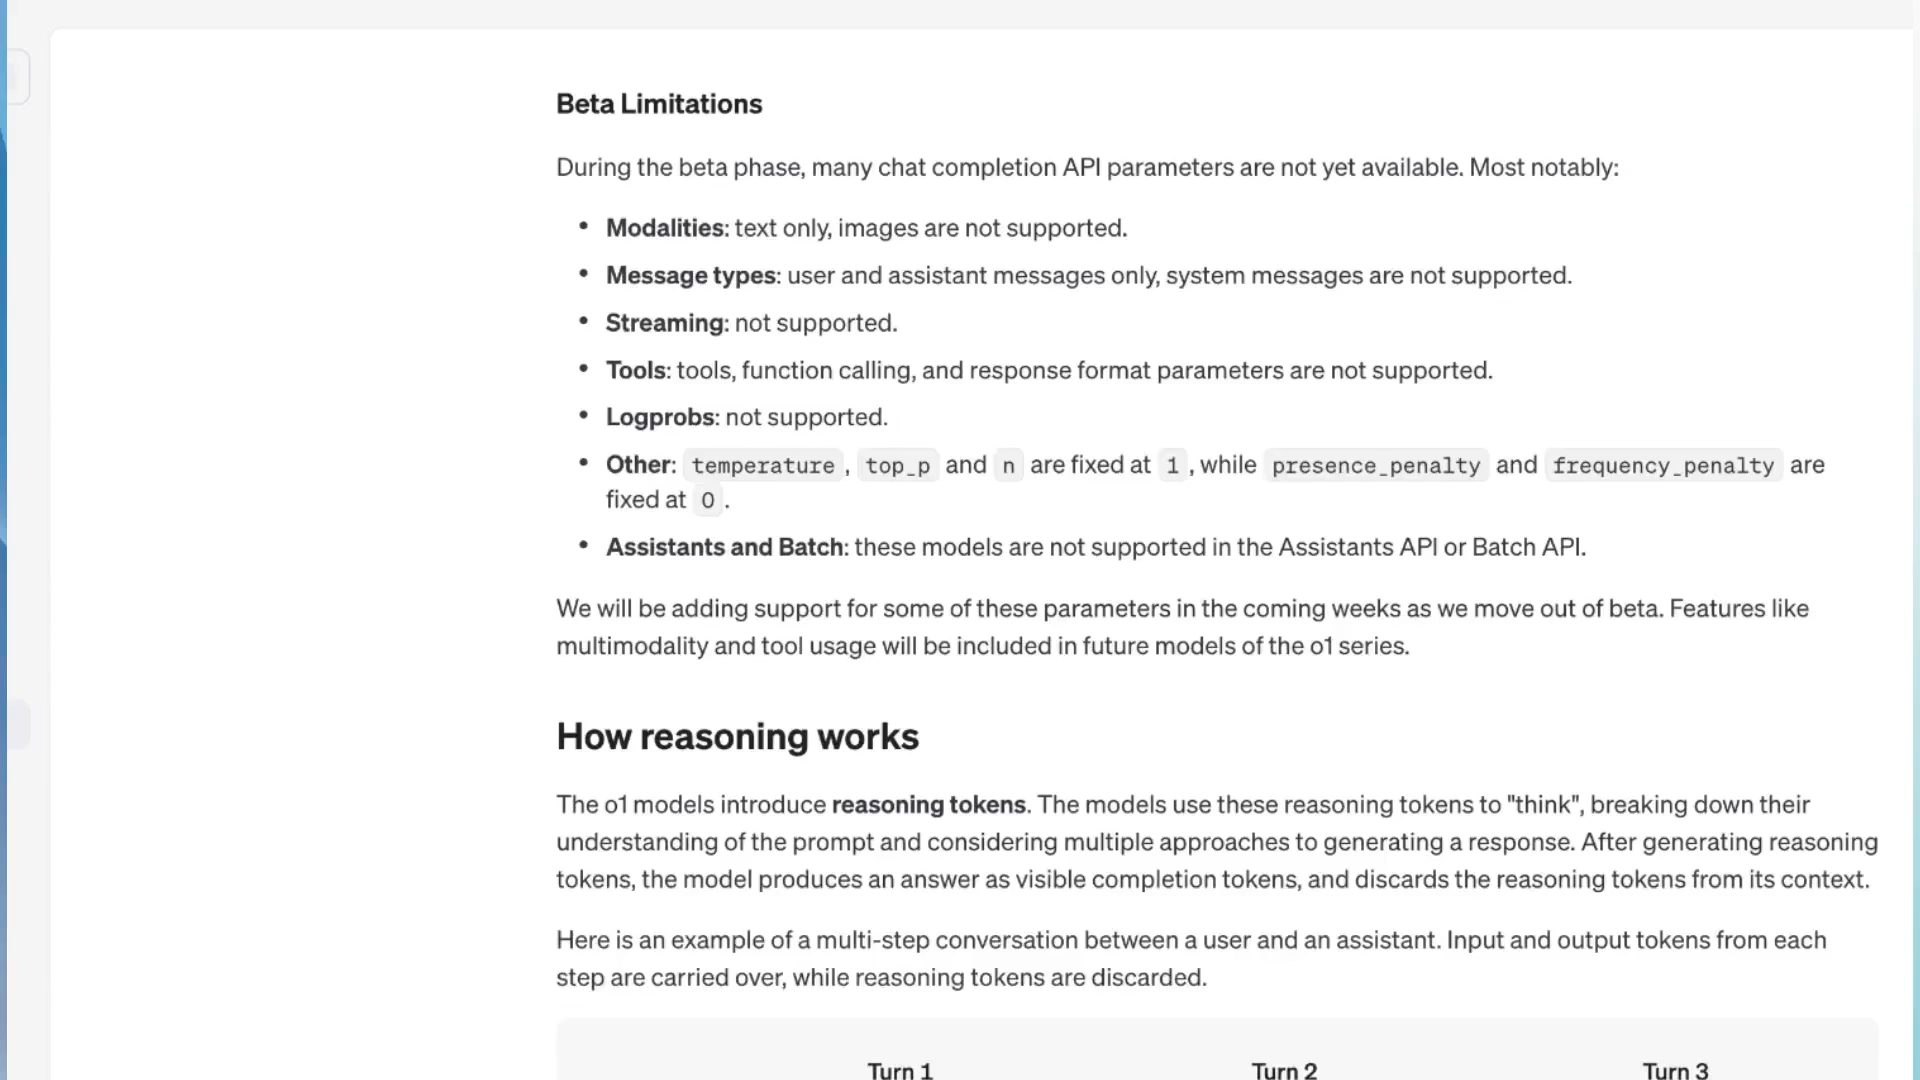 Beta Limitations
During the beta phase, many chat completion API parameters are not yet available. Most notably:
• Modalities: text only, images are not supported.
• Message types: user and assistant messages only, system messages are not supported.
• Streaming: not supported.
• Tools: tools, function calling, and response format parameters are not supported.
• Logprobs: not supported.
• Other: temperature, top_p and n are fixed at 1, while presence_penalty and frequency_penalty are
fixed at 0.
• Assistants and Batch: these models are not supported in the Assistants API or Batch API.
We will be adding support for some of these parameters in the coming weeks as we move out of beta. Features like
multimodality and tool usage will be included in future models of the o1 series.
How reasoning works
The o1 models introduce reasoning tokens. The models use these reasoning tokens to "think", breaking down their
understanding of the prompt and considering multiple approaches to generating a response. After generating reasoning
tokens, the model produces an answer as visible completion tokens, and discards the reasoning tokens from its context.
Here is an example of a multi-step conversation between a user and an assistant. Input and output tokens from each
step are carried over, while reasoning tokens are discarded.
Turn 1 Turn 2 Turn 3